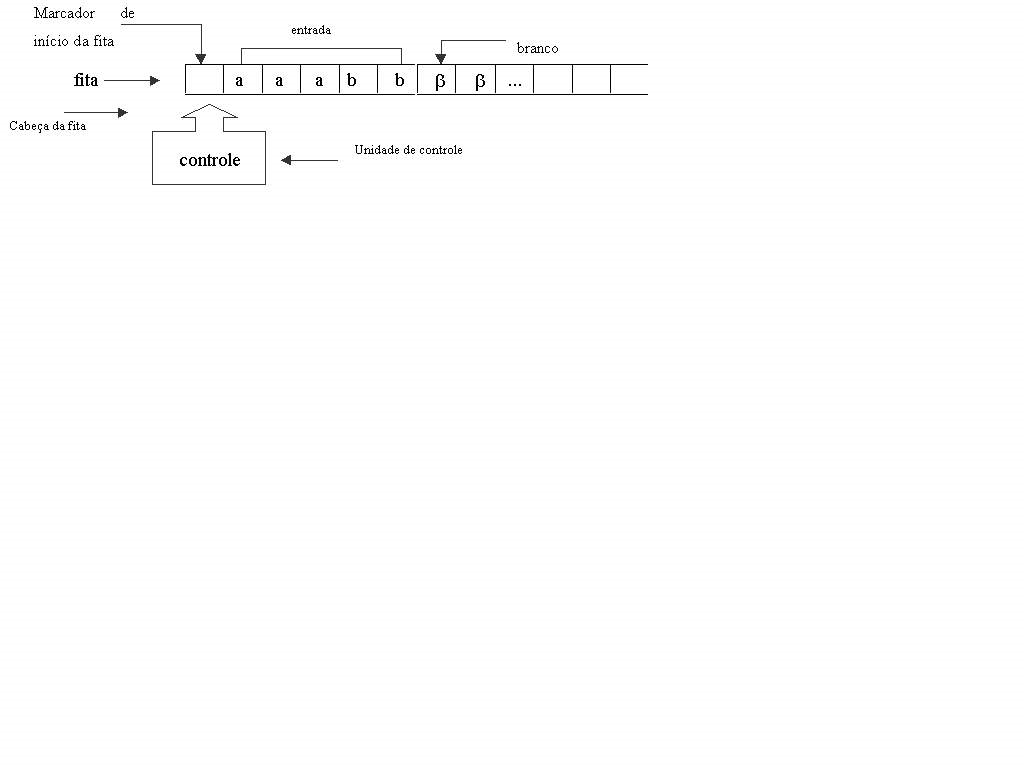 Marcador de
início da fita
entrada
branco
fita
a a a b b β β ...
Cabeça da fita
controle
Unidade de controle